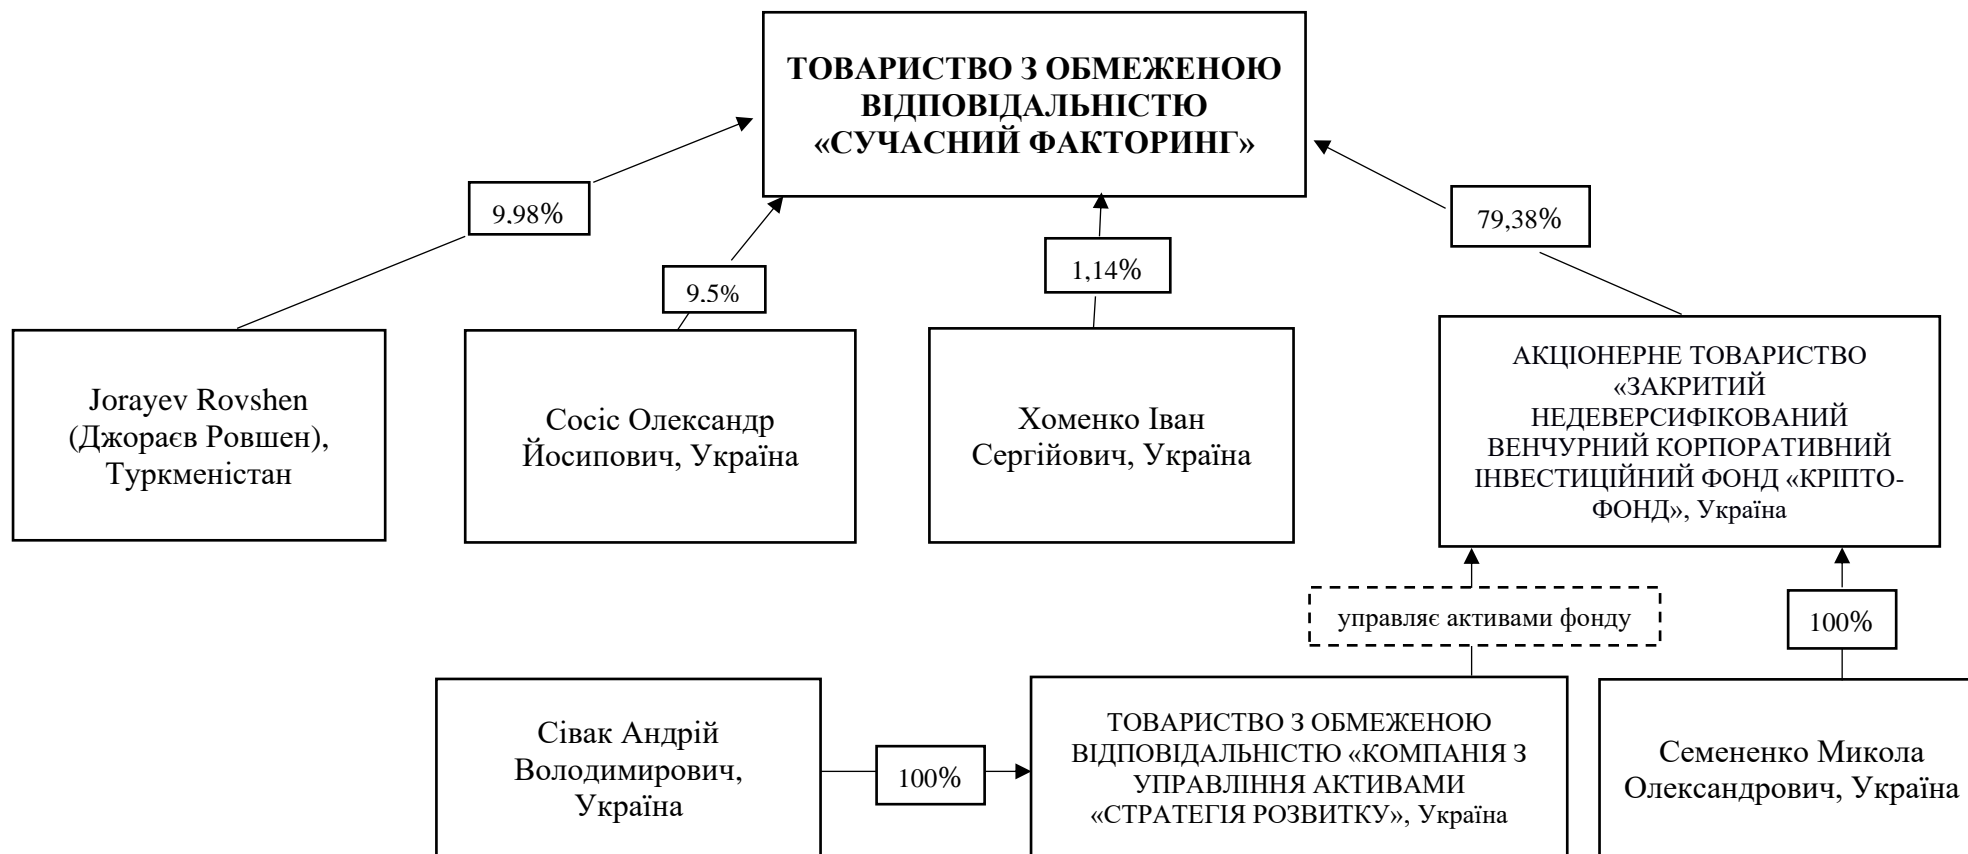 ТОВАРИСТВО З ОБМЕЖЕНОЮ
ВІДПОВІДАЛЬНІСТЮ
«СУЧАСНИЙ ФАКТОРИНГ»
9,98%
9,5%
1,14%
79,38%
Jorayev Rovshen
(Джораєв Ровшен),
Туркменістан
Сосіс Олександр
Йосипович, Україна
Хоменко Іван
Сергійович, Україна
АКЦІОНЕРНЕ ТОВАРИСТВО
«ЗАКРИТИЙ
НЕДЕВЕРСИФІКОВАНИЙ
ВЕНЧУРНИЙ КОРПОРАТИВНИЙ
ІНВЕСТИЦІЙНИЙ ФОНД «КРІПТО-
ФОНД», Україна
управляє активами фонду
100%
Сівак Андрій
Володимирович,
Україна
100%
ТОВАРИСТВО З ОБМЕЖЕНОЮ
ВІДПОВІДАЛЬНІСТЮ «КОМПАНІЯ З
УПРАВЛІННЯ АКТИВАМИ
«СТРАТЕГІЯ РОЗВИТКУ», Україна
Семененко Микола
Олександрович, Україна